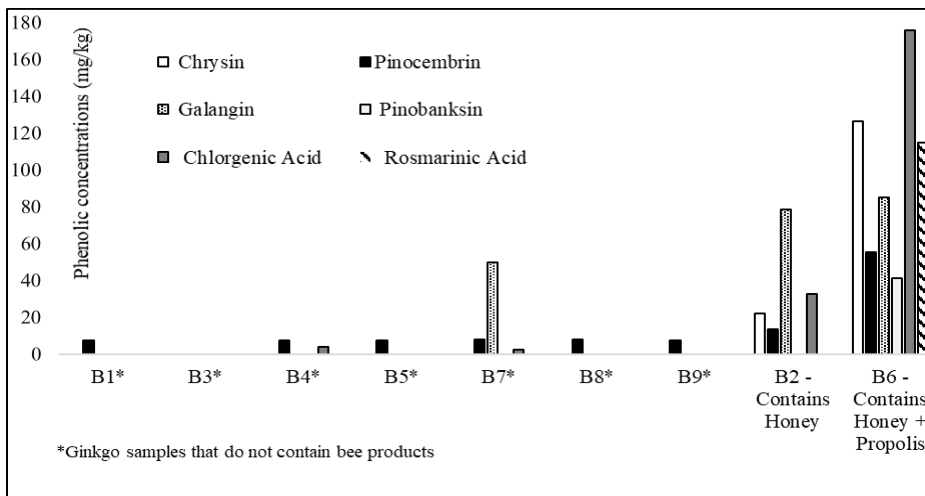 Phenolic concentrations (mg/kg)
180
160
140
120
100
80
60
40
20
0
Chrysin
Pinocembrin
Galangin
Pinobanksin
Chlorgenic Acid
Rosmarinic Acid
B1*
B3*
B4*
B5*
B7*
B8*
B9*
B2 -
Contains
Honey
B6 -
Contains
Honey +
Propolis
*Ginkgo samples that do not contain bee products